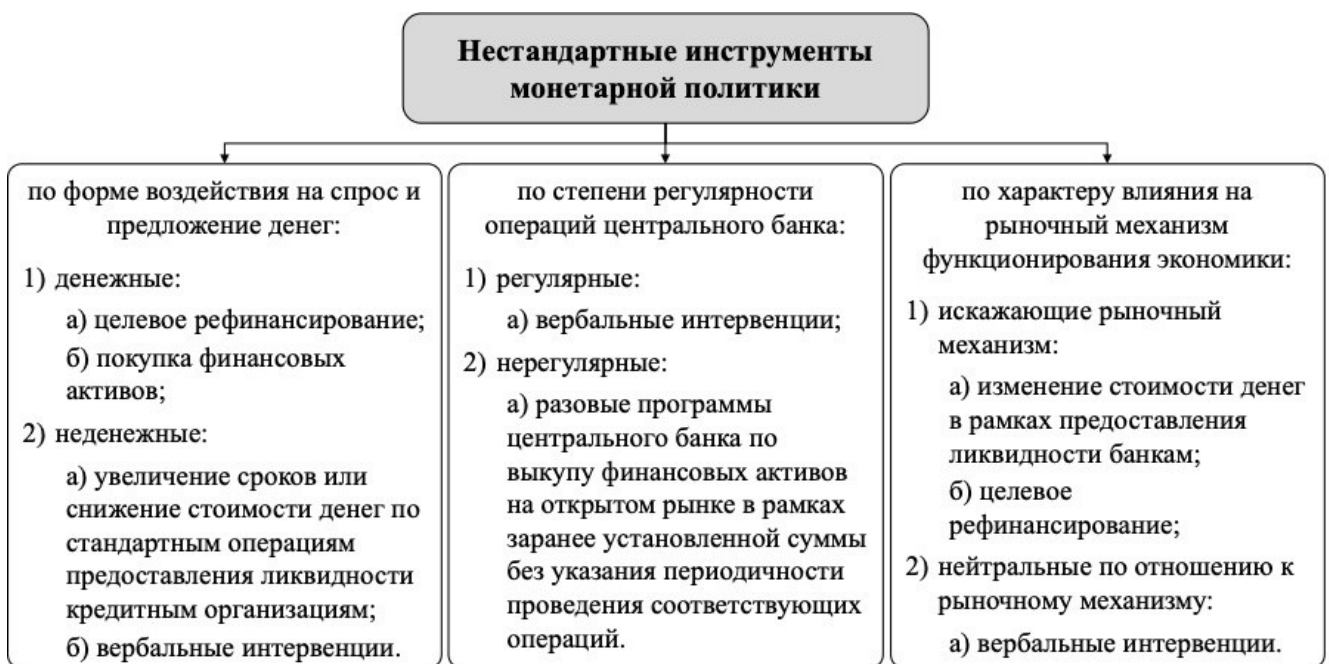 Нестандартные инструменты
монетарной политики
по форме воздействия на спрос и
предложение денег:
1) денежные:
а) целевое рефинансирование;
б) покупка финансовых
активов;
2) неденежные:
а) увеличение сроков или
снижение стоимости денег по
стандартным операциям
предоставления ликвидности
кредитным организациям;
б) вербальные интервенции.
по степени регулярности
операций центрального банка:
1) регулярные:
а) вербальные интервенции;
2) нерегулярные:
а) разовые программы
центрального банка по
выкупу финансовых активов
на открытом рынке в рамках
заранее установленной суммы
без указания периодичности
проведения соответствующих
операций.
по характеру влияния на
рыночный механизм
функционирования экономики:
1) искажающие рыночный
механизм:
а) изменение стоимости денег
в рамках предоставления
ликвидности банкам;
б) целевое
рефинансирование;
2) нейтральные по отношению к
рыночному механизму:
а) вербальные интервенции.